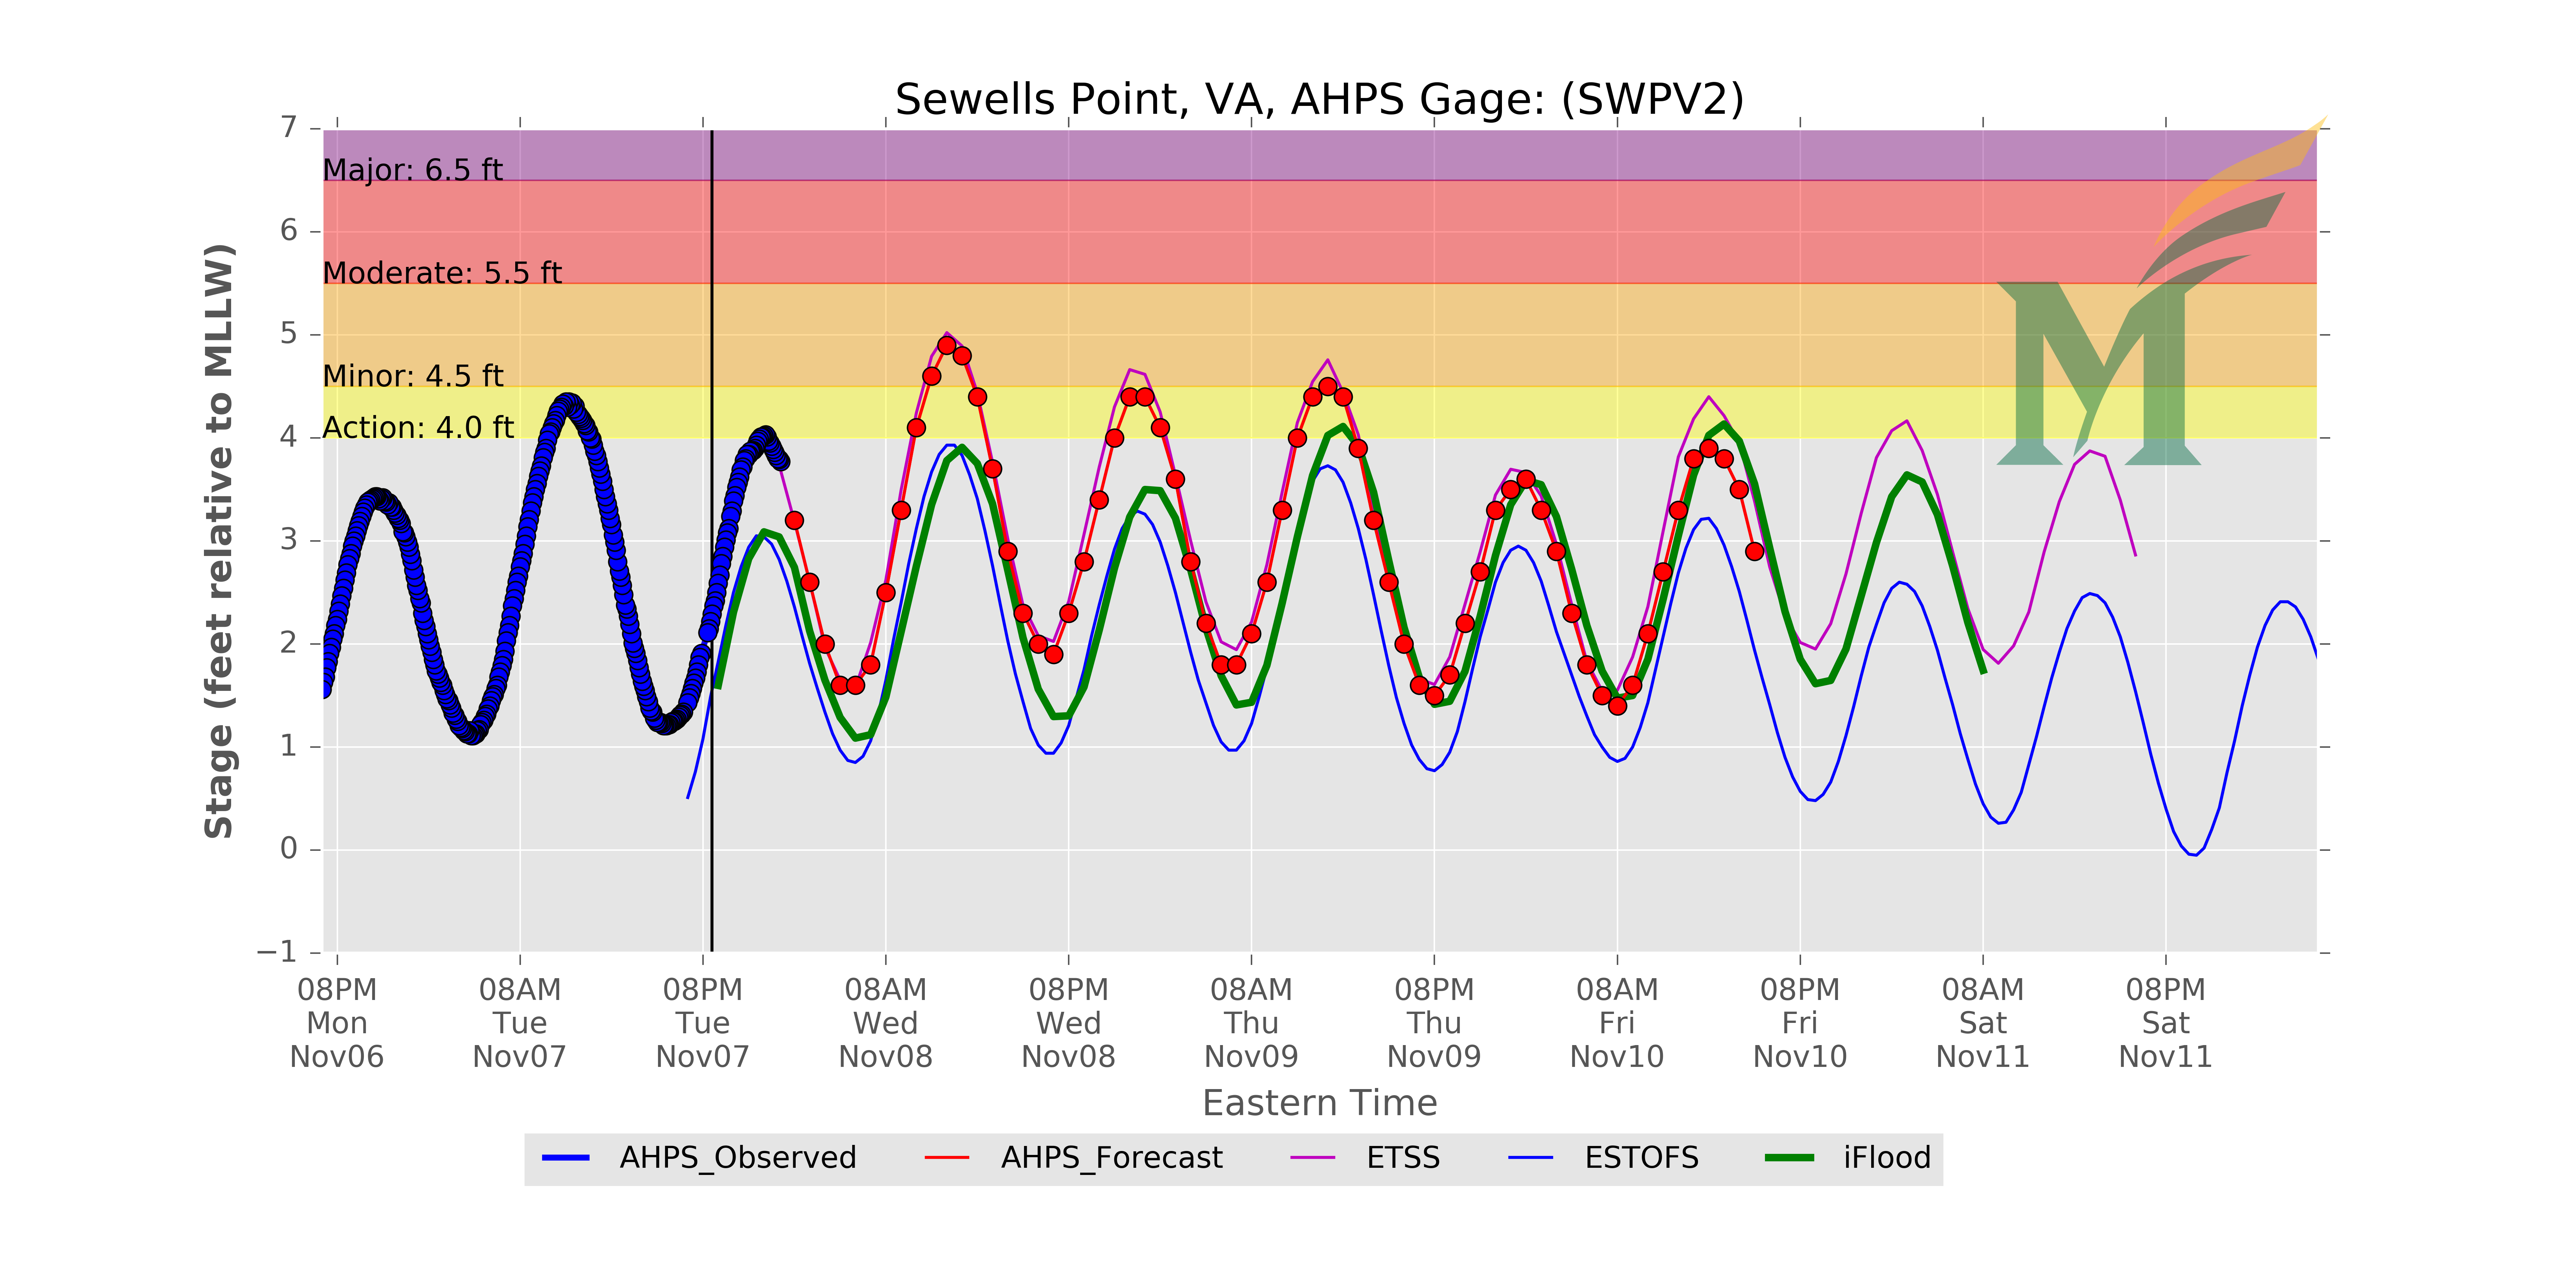 Sewells Point, VA, AHPS Gage: (SWPV2)
Stage (feet relative to MLLW)
7
6
5
4
3
2
1
0
−1
Major: 6.5 ft
Moderate: 5.5 ft
Minor: 4.5 ft
Action: 4.0 ft
M
08PM 08AM 08PM 08AM 08PM 08AM 08PM 08AM 08PM 08AM 08PM
Mon Tue Tue Wed Wed Thu Thu Fri Fri Sat Sat
Nov06 Nov07 Nov07 Nov08 Nov08 Nov09 Nov09 Nov10 Nov10 Nov11 Nov11
Eastern Time
AHPS_Observed AHPS_Forecast ETSS ESTOFS iFlood